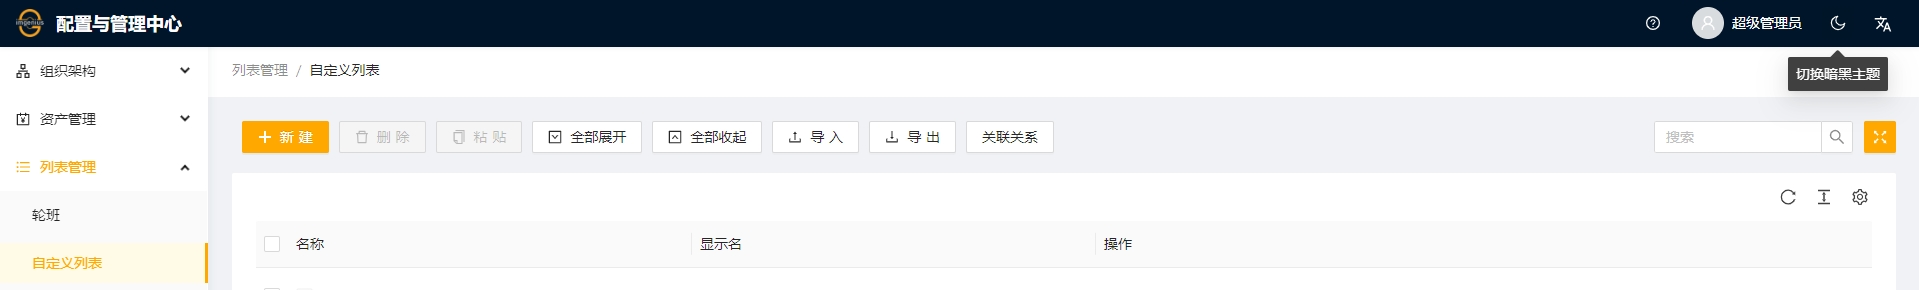 imgenius
配置与管理中心
超级管理员
切换暗黑主题
组织架构
资产管理
列表管理
轮班
自定义列表
列表管理 / 自定义列表
新建 删除 粘贴 全部展开 全部收起 导入 导出 关联关系 搜索
名称 显示名 操作